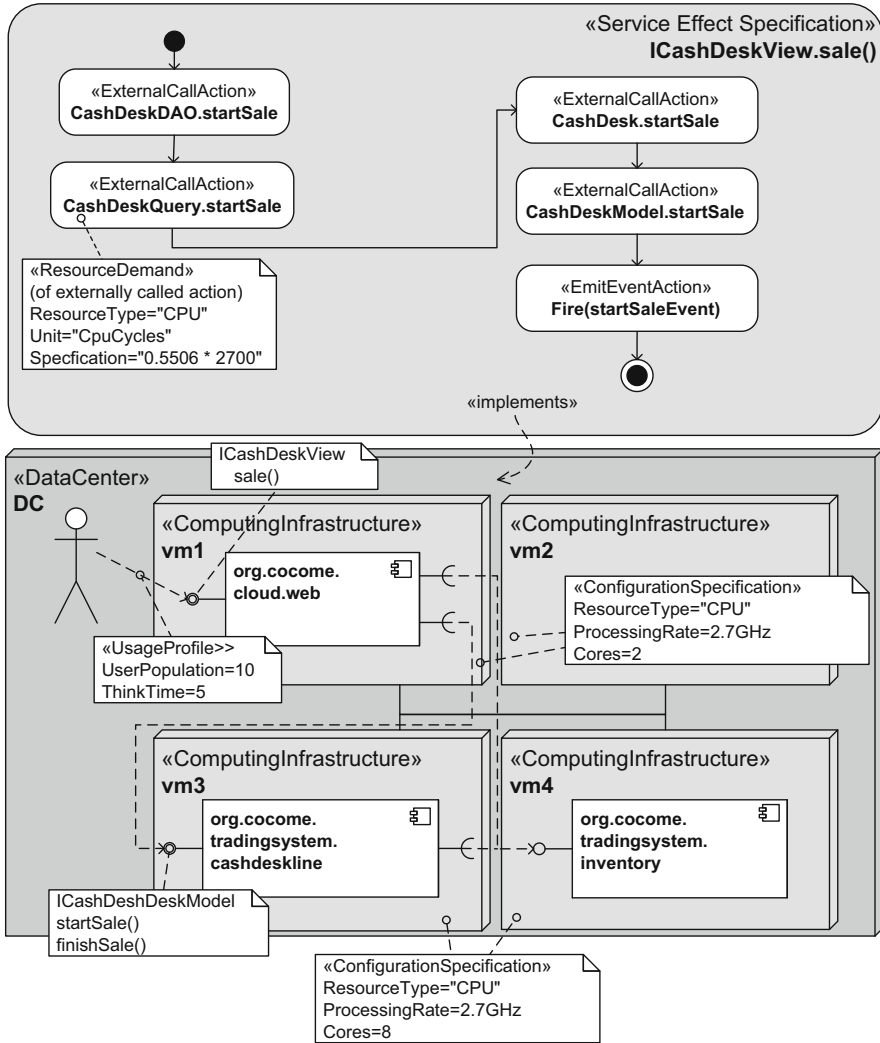 «Service Effect Specification»
ICashDeskView.sale()
«ExternalCallAction»
CashDeskDAO.startSale
«ExternalCallAction»
CashDeskQuery.startSale
«ResourceDemand»
(of externally called action)
ResourceType="CPU"
Unit="CpuCycles"
Specfication="0.5506 * 2700"
«ExternalCallAction»
CashDesk.startSale
«ExternalCallAction»
CashDeskModel.startSale
«EmitEventAction»
Fire(startSaleEvent)
«implements»
«DataCenter»
DC
ICashDeskView
sale()
«ComputingInfrastructure»
vm1
org.cocome.
cloud.web
«UsageProfile>>
UserPopulation=10
ThinkTime=5
«ComputingInfrastructure»
vm2
«ConfigurationSpecification»
ResourceType="CPU"
ProcessingRate=2.7GHz
Cores=2
«ComputingInfrastructure»
vm3
org.cocome.
tradingsystem.
cashdeskline
ICashDeshDeskModel
startSale()
finishSale()
«ComputingInfrastructure»
vm4
org.cocome.
tradingsystem.
inventory
«ConfigurationSpecification»
ResourceType="CPU"
ProcessingRate=2.7GHz
Cores=8